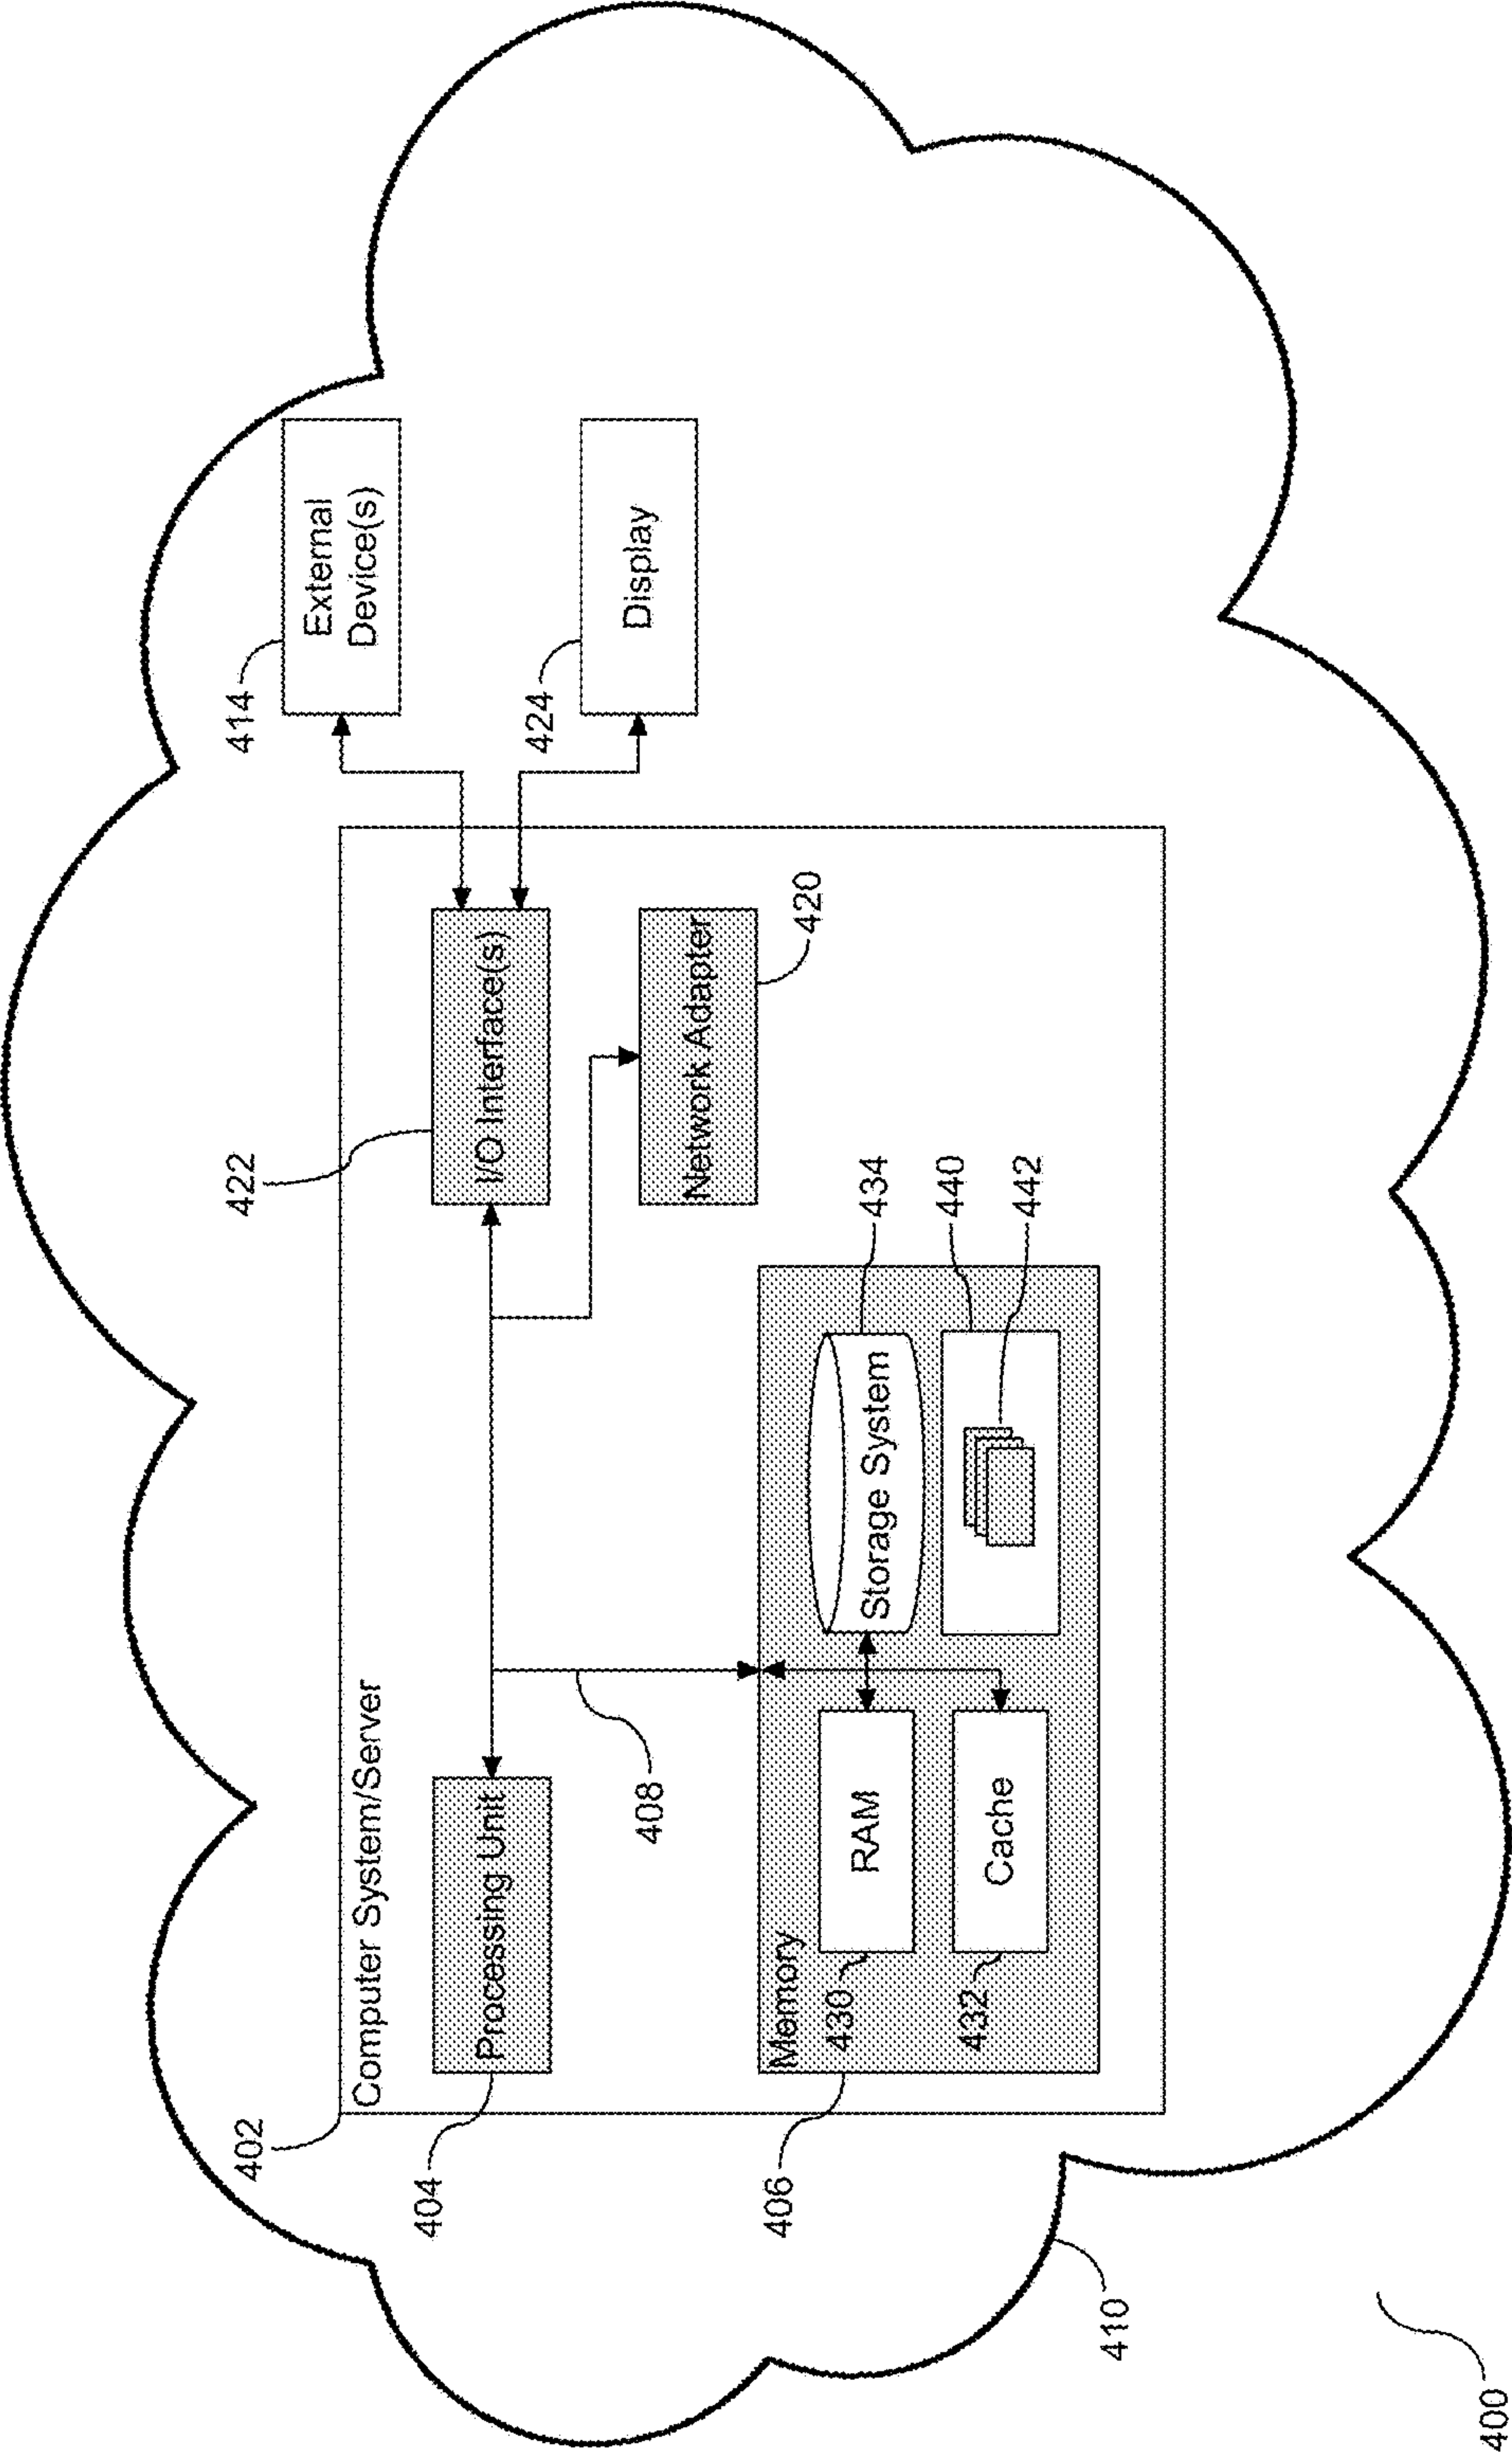 402
Computer System/Server
404
Processing Unit
422
I/O Interface(s)
414
External
Device(s)
424
Display
408
Network Adapter
420
406
Memory
430
RAM
Storage System
434
432
Cache
440
442
410
400